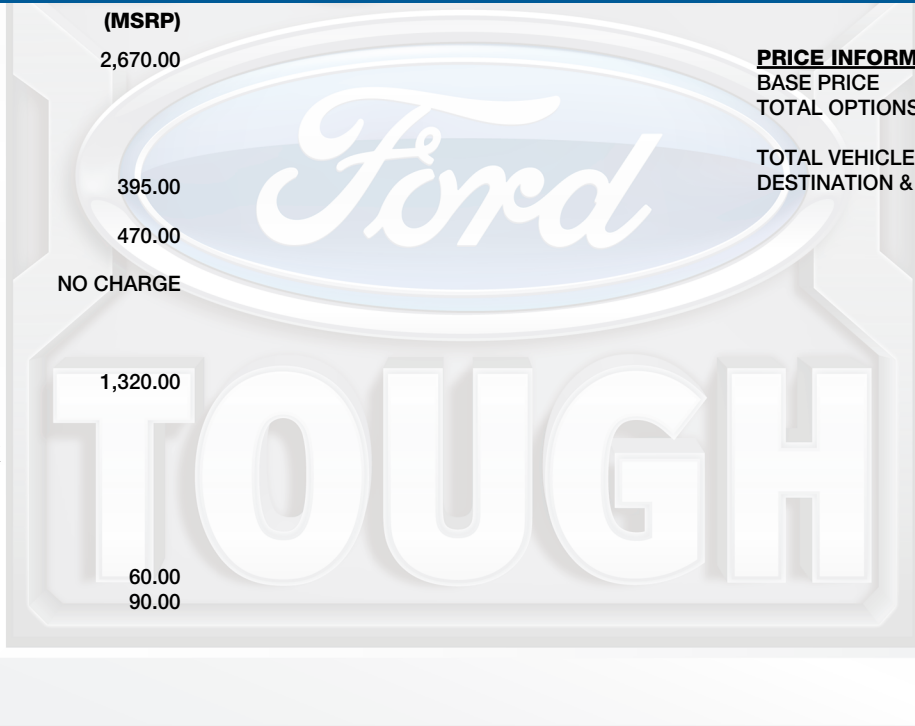 (MSRP)
2,670.00
395.00
470.00
NO CHARGE
1,320.00
60.00
90.00
PRICE INFORM
BASE PRICE
TOTAL OPTIONS
TOTAL VEHICLE
DESTINATION &
Ford
TOUGH